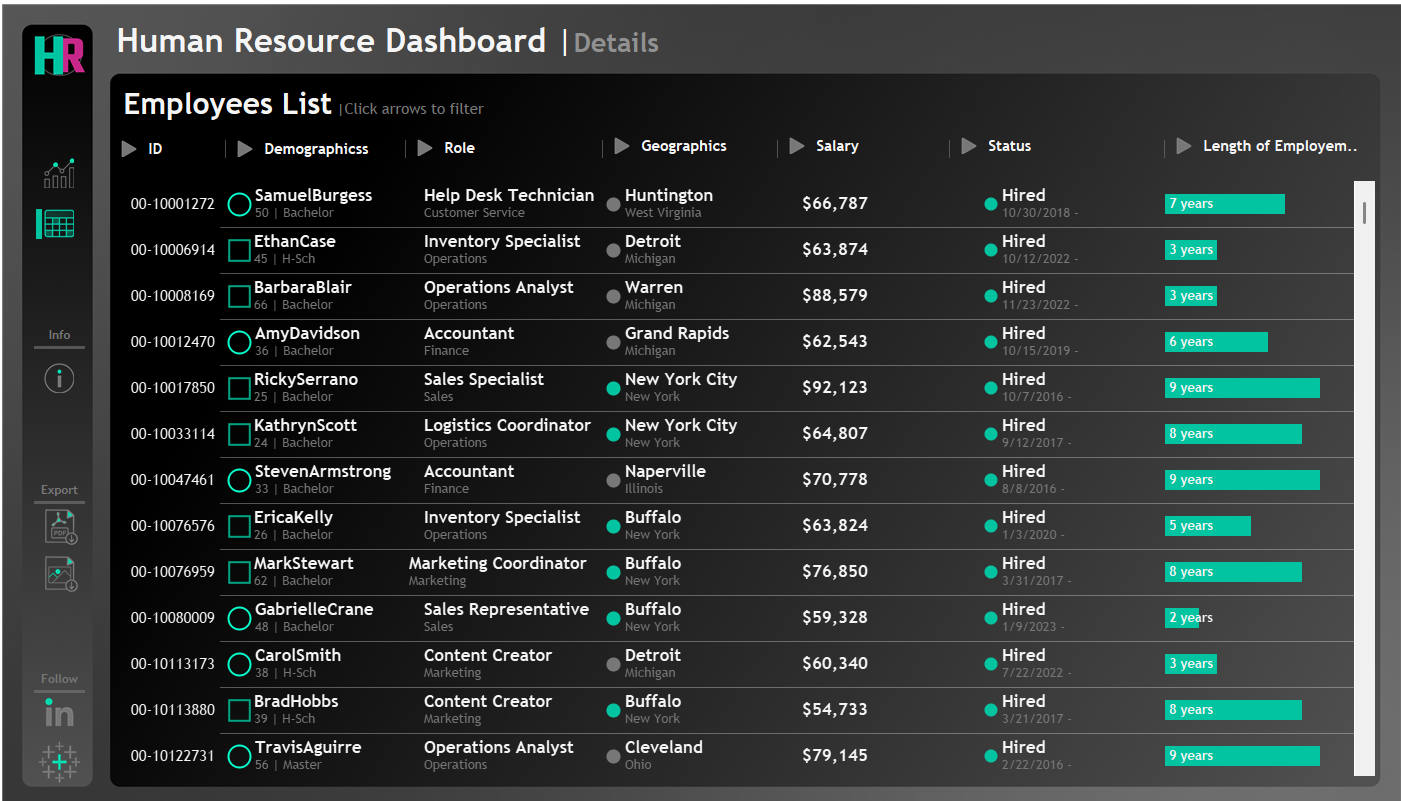 HR
Human Resource Dashboard | Details
Employees List | Click arrows to filter
ID Demographicss Role Geographics Salary Status Length of Employem..
00-10001272 SamuelBurgess Help Desk Technician Huntington $66,787 Hired 7 years
50 | Bachelor Customer Service West Virginia 10/30/2018 -
00-10006914 EthanCase Inventory Specialist Detroit $63,874 Hired 3 years
45 | H-Sch Operations Michigan 10/12/2022 -
00-10008169 BarbaraBlair Operations Analyst Warren $88,579 Hired 3 years
66 | Bachelor Operations Michigan 11/23/2022 -
00-10012470 AmyDavidson Accountant Grand Rapids $62,543 Hired 6 years
36 | Bachelor Finance Michigan 10/15/2019 -
00-10017850 RickySerrano Sales Specialist New York City $92,123 Hired 9 years
25 | Bachelor Sales New York 10/7/2016 -
00-10033114 KathrynScott Logistics Coordinator New York City $64,807 Hired 8 years
24 | Bachelor Operations New York 9/12/2017 -
00-10047461 StevenArmstrong Accountant Naperville $70,778 Hired 9 years
33 | Bachelor Finance Illinois 8/8/2016 -
00-10076576 EricaKelly Inventory Specialist Buffalo $63,824 Hired 5 years
26 | Bachelor Operations New York 1/3/2020 -
00-10076959 MarkStewart Marketing Coordinator Buffalo $76,850 Hired 8 years
62 | Bachelor Marketing New York 3/31/2017 -
00-10080009 GabrielleCrane Sales Representative Buffalo $59,328 Hired 2 years
48 | Bachelor Sales New York 1/9/2023 -
00-10113173 CarolSmith Content Creator Detroit $60,340 Hired 3 years
38 | H-Sch Marketing Michigan 7/22/2022 -
00-10113880 BradHobbs Content Creator Buffalo $54,733 Hired 8 years
39 | H-Sch Marketing New York 3/21/2017 -
00-10122731 TravisAguirre Operations Analyst Cleveland $79,145 Hired 9 years
56 | Master Operations Ohio 2/22/2016 -
Info
i
Export
PDF
Follow
in